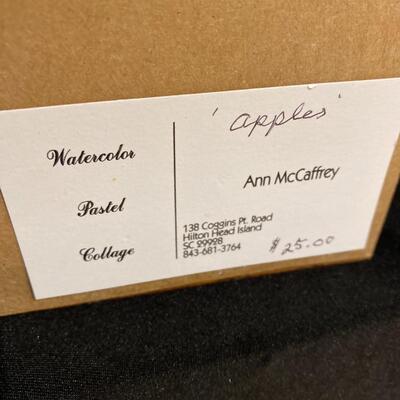 'apples'
Watercolor
Pastel
Collage
Ann McCaffrey
138 Coggins Pt. Road
Hilton Head Island
SC 29928
843-681-3764
$25.00